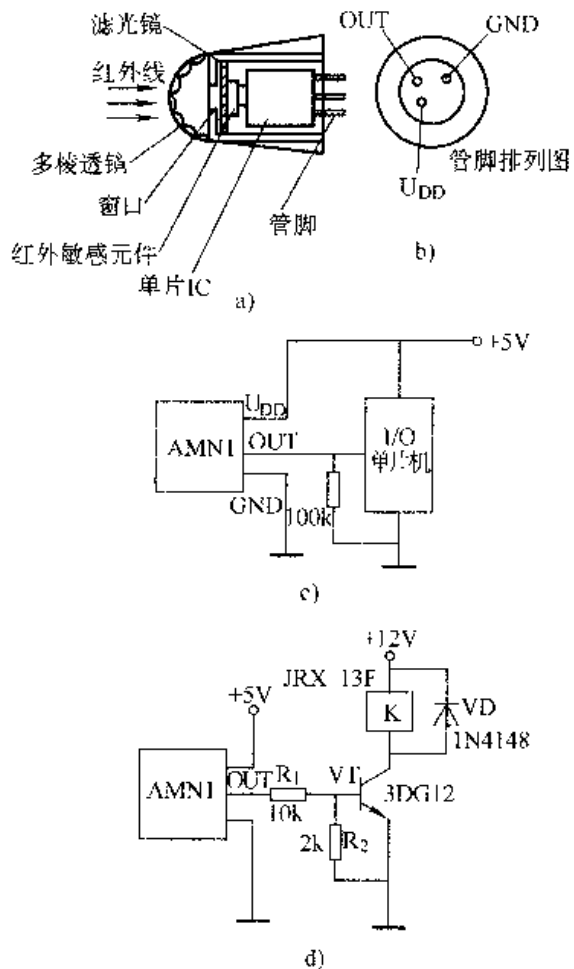 滤光镜
红外线
多棱透镜
窗口
红外敏感元件
单片IC
管脚
a)
OUT
GND
管脚排列图
U_DD
b)
+5V
U_DD
AMN1
OUT
I/O
单片机
GND
100k
c)
+12V
JRX 13F
+5V
K
VD
1N4148
AMN1
OUT
R1
VT
3DG12
10k
2k
R2
d)